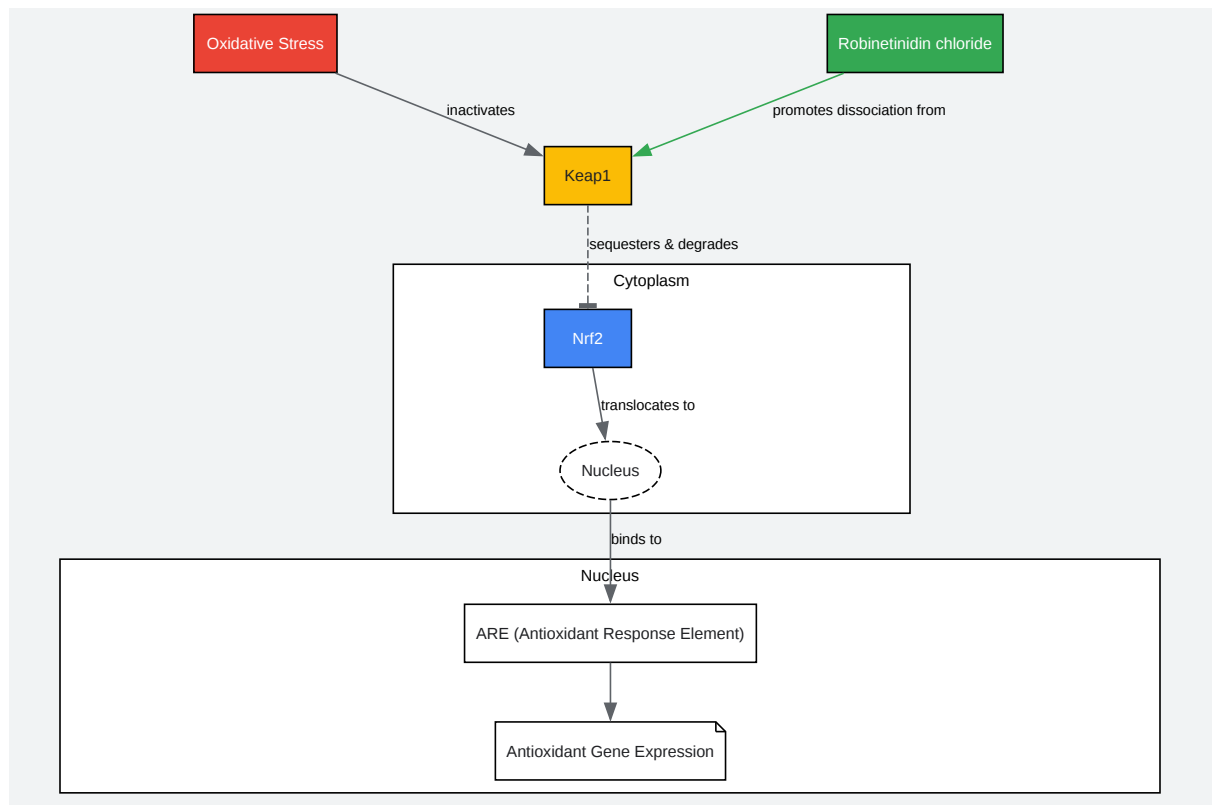 Oxidative Stress
Robinetinidin chloride
inactivates
promotes dissociation from
Keap1
sequesters & degrades
Cytoplasm
Nrf2
translocates to
Nucleus
binds to
Nucleus
ARE (Antioxidant Response Element)
Antioxidant Gene Expression